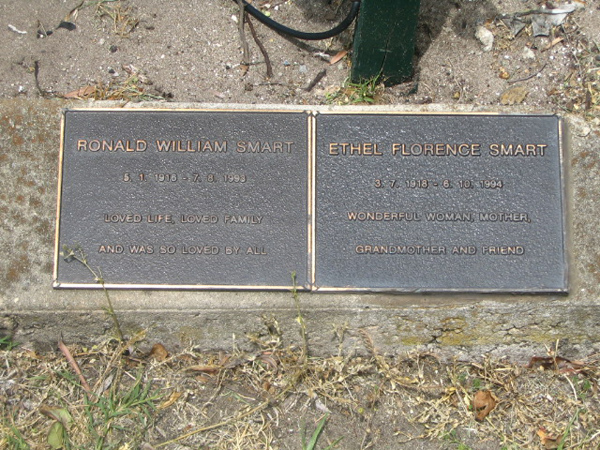 RONALD WILLIAM SMART
5. 1. 1916 - 7. 8. 1993
LOVED LIFE, LOVED FAMILY
AND WAS SO LOVED BY ALL
ETHEL FLORENCE SMART
3. 7. 1918 - 6. 10. 1994
WONDERFUL WOMAN, MOTHER,
GRANDMOTHER AND FRIEND